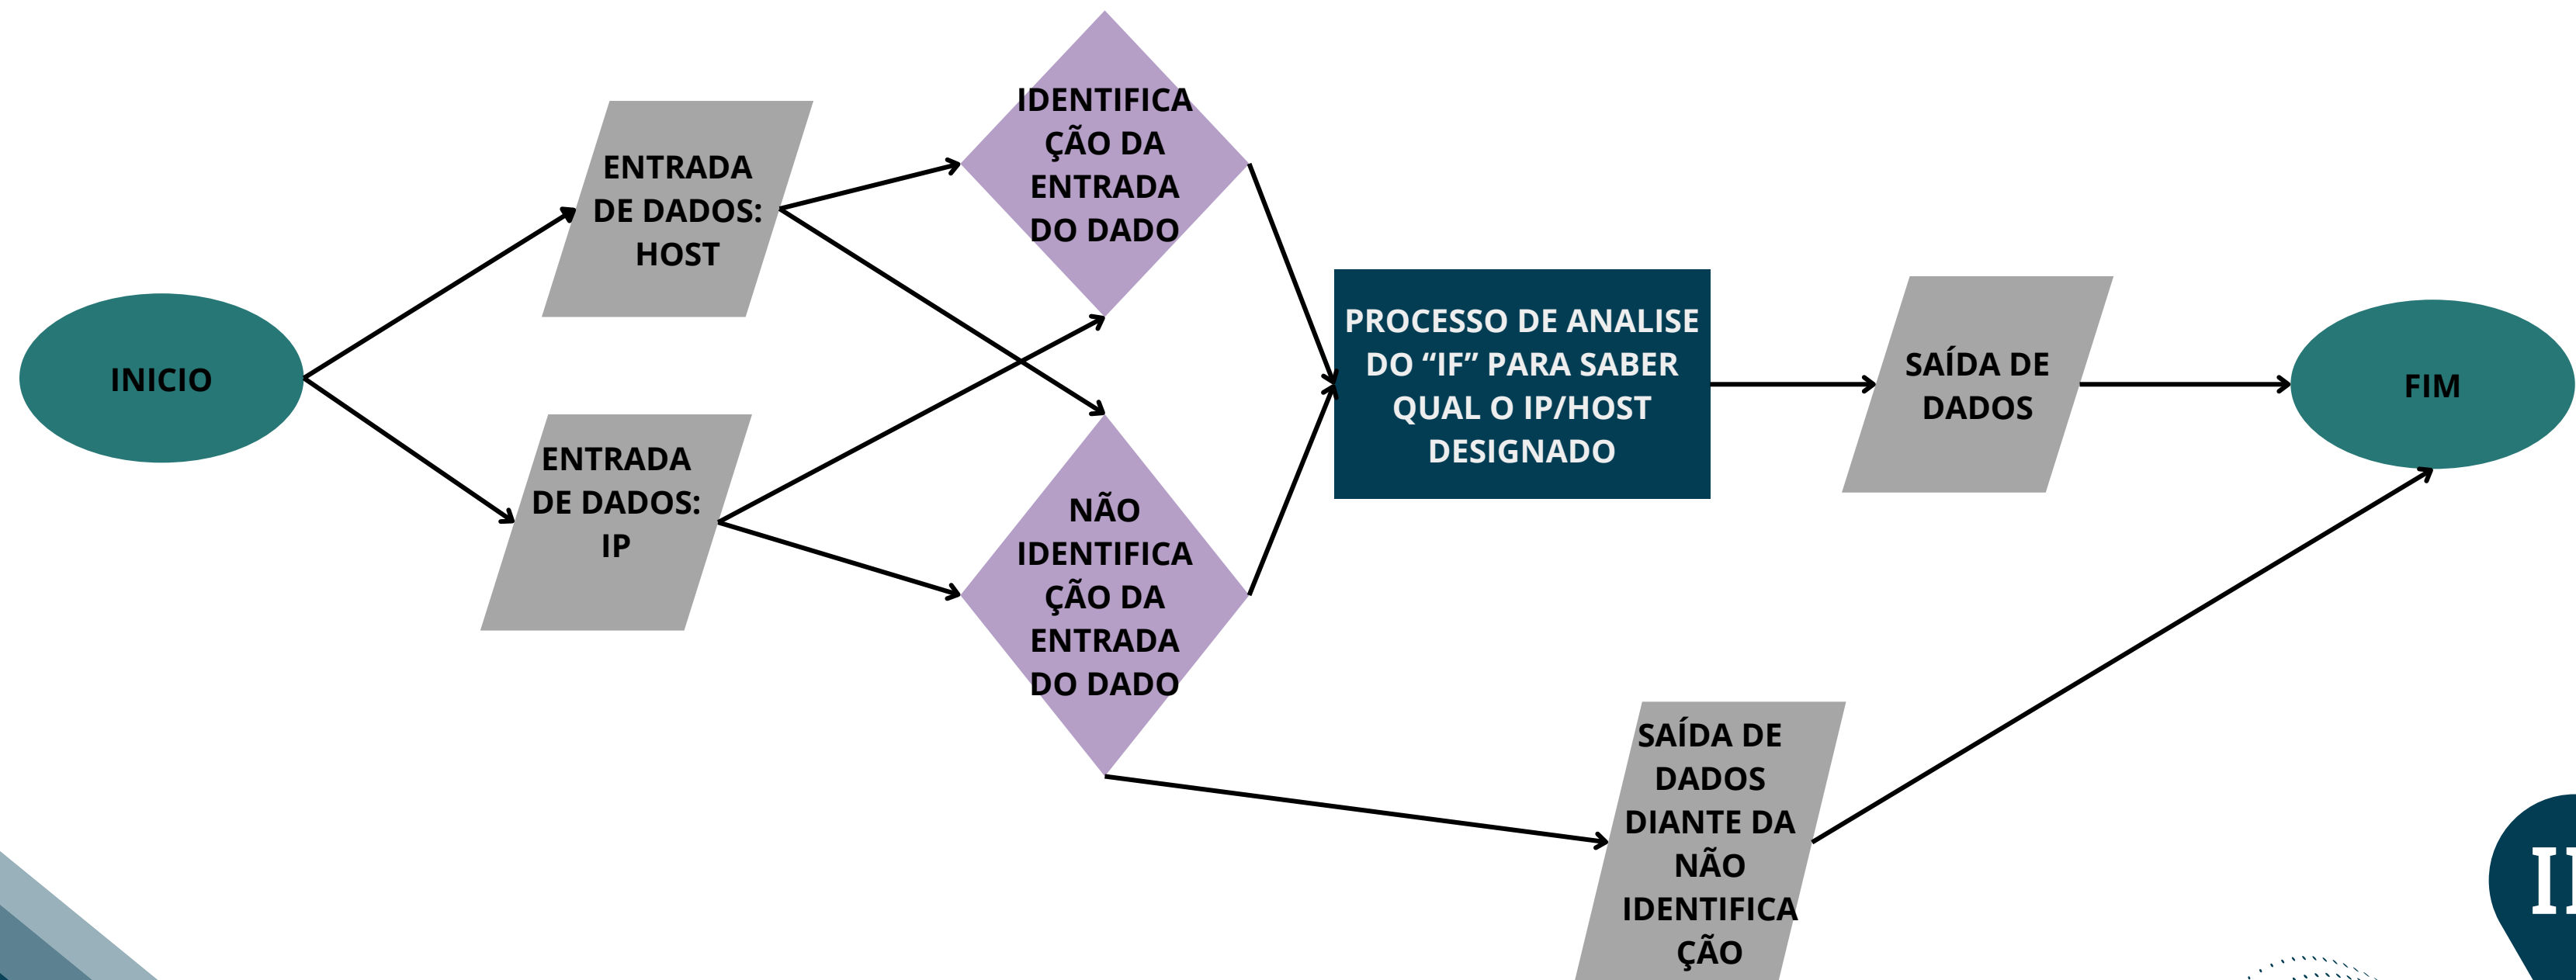 INICIO
ENTRADA
DE DADOS:
HOST
ENTRADA
DE DADOS:
IP
IDENTIFICA
ÇÃO DA
ENTRADA
DO DADO
NÃO
IDENTIFICA
ÇÃO DA
ENTRADA
DO DADO
PROCESSO DE ANALISE
DO “IF” PARA SABER
QUAL O IP/HOST
DESIGNADO
SAÍDA DE
DADOS
FIM
SAÍDA DE
DADOS
DIANTE DA
NÃO
IDENTIFICA
ÇÃO